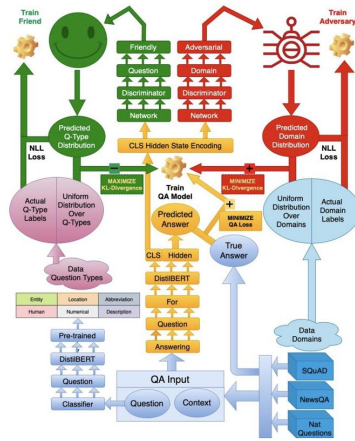 Train
Friend
Train
Adversary
Friendly
Question
Discriminator
Network
Adversarial
Domain
Discriminator
Network
Predicted
Q-Type
Distribution
Predicted
Domain
Distribution
CLS Hidden State Encoding
NLL
Loss
NLL
Loss
−
+
MAXIMIZE
KL-Divergence
Train
QA Model
MINIMIZE
KL-Divergence
Actual
Q-Type
Labels
Uniform
Distribution
Over
Q-Types
Predicted
Answer
+
MINIMIZE
QA Loss
Uniform
Distribution
Over
Domains
Actual
Domain
Labels
True
Answer
CLS Hidden
Data
Question Types
DistilBERT
For
Question
Answering
Entity
Location
Abbreviation
Human
Numerical
Description
Pre-trained
DistilBERT
Question
Classifier
Data
Domains
QA Input
Question
Context
SQuAD
NewsQA
Nat
Questions